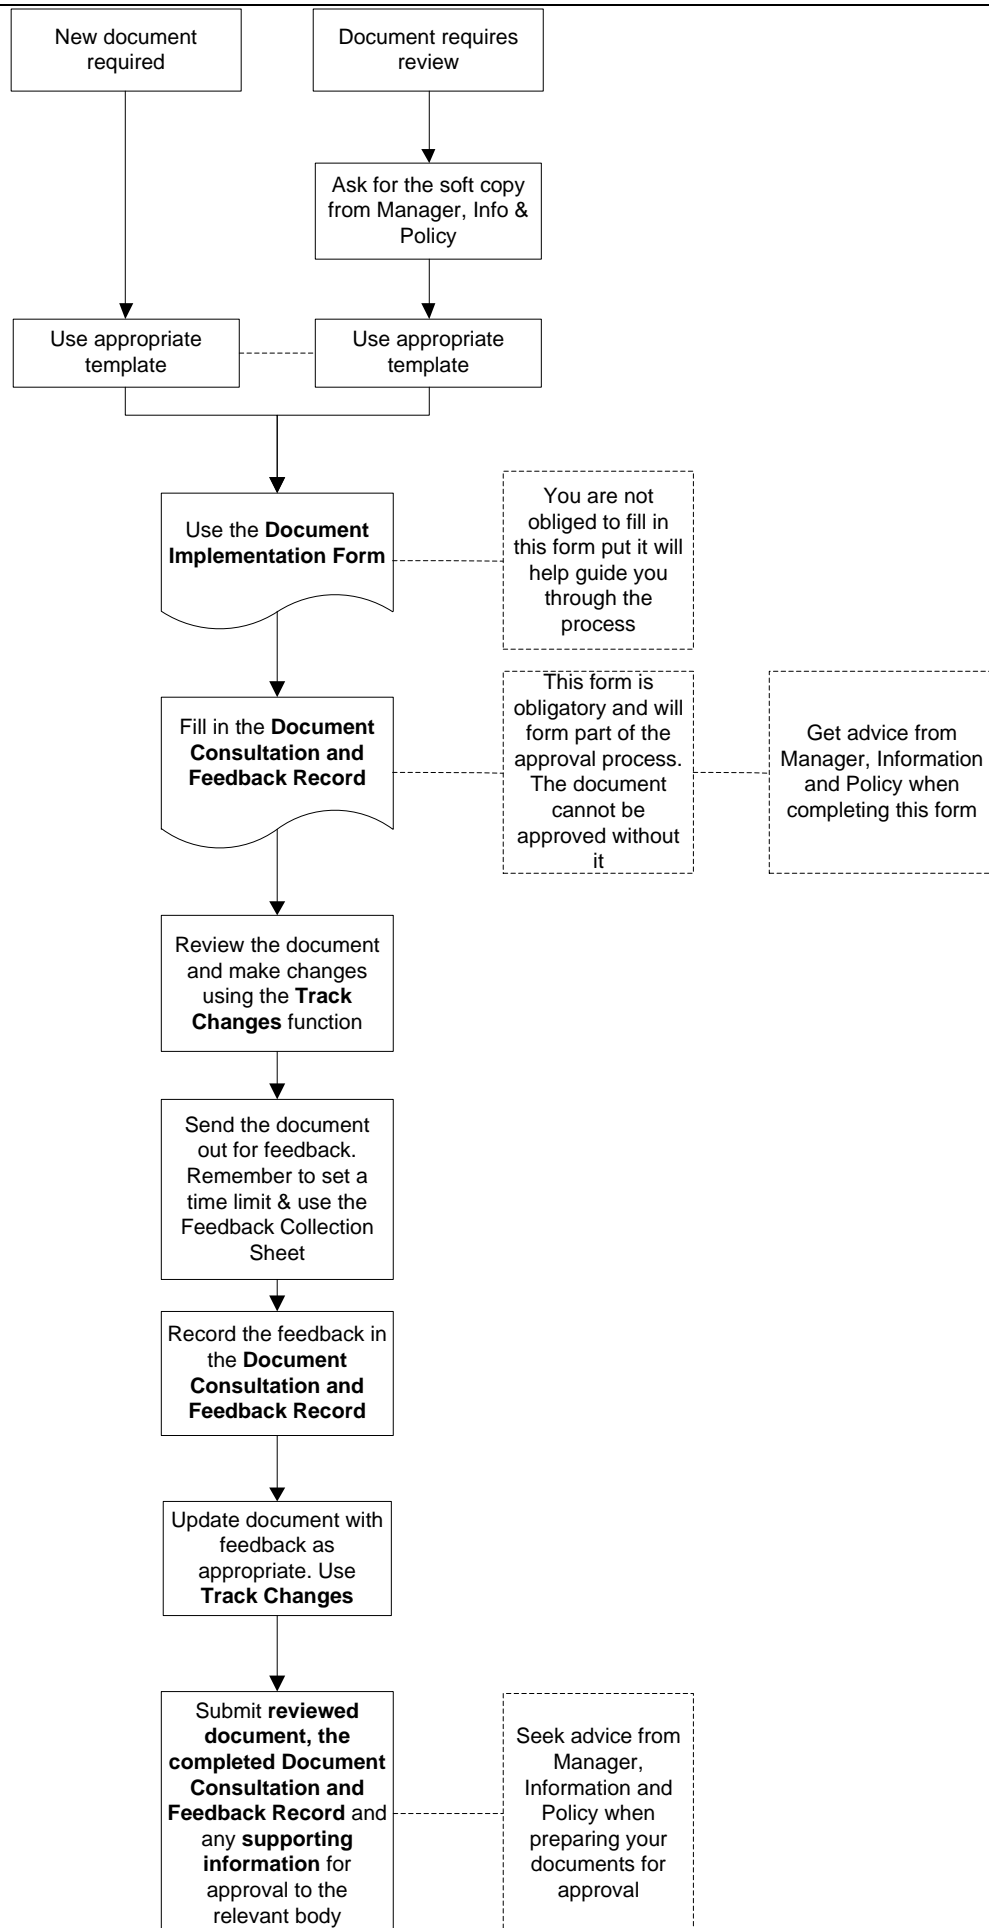 New document
required
Document requires
review
Ask for the soft copy
from Manager, Info &
Policy
Use appropriate
template
Use appropriate
template
Use the Document
Implementation Form
You are not
obliged to fill in
this form put it will
help guide you
through the
process
Fill in the Document
Consultation and
Feedback Record
This form is
obligatory and will
form part of the
approval process.
The document
cannot be
approved without
it
Get advice from
Manager, Information
and Policy when
completing this form
Review the document
and make changes
using the Track
Changes function
Send the document
out for feedback.
Remember to set a
time limit & use the
Feedback Collection
Sheet
Record the feedback in
the Document
Consultation and
Feedback Record
Update document with
feedback as
appropriate. Use
Track Changes
Submit reviewed
document, the
completed Document
Consultation and
Feedback Record and
any supporting
information for
approval to the
relevant body
Seek advice from
Manager,
Information and
Policy when
preparing your
documents for
approval